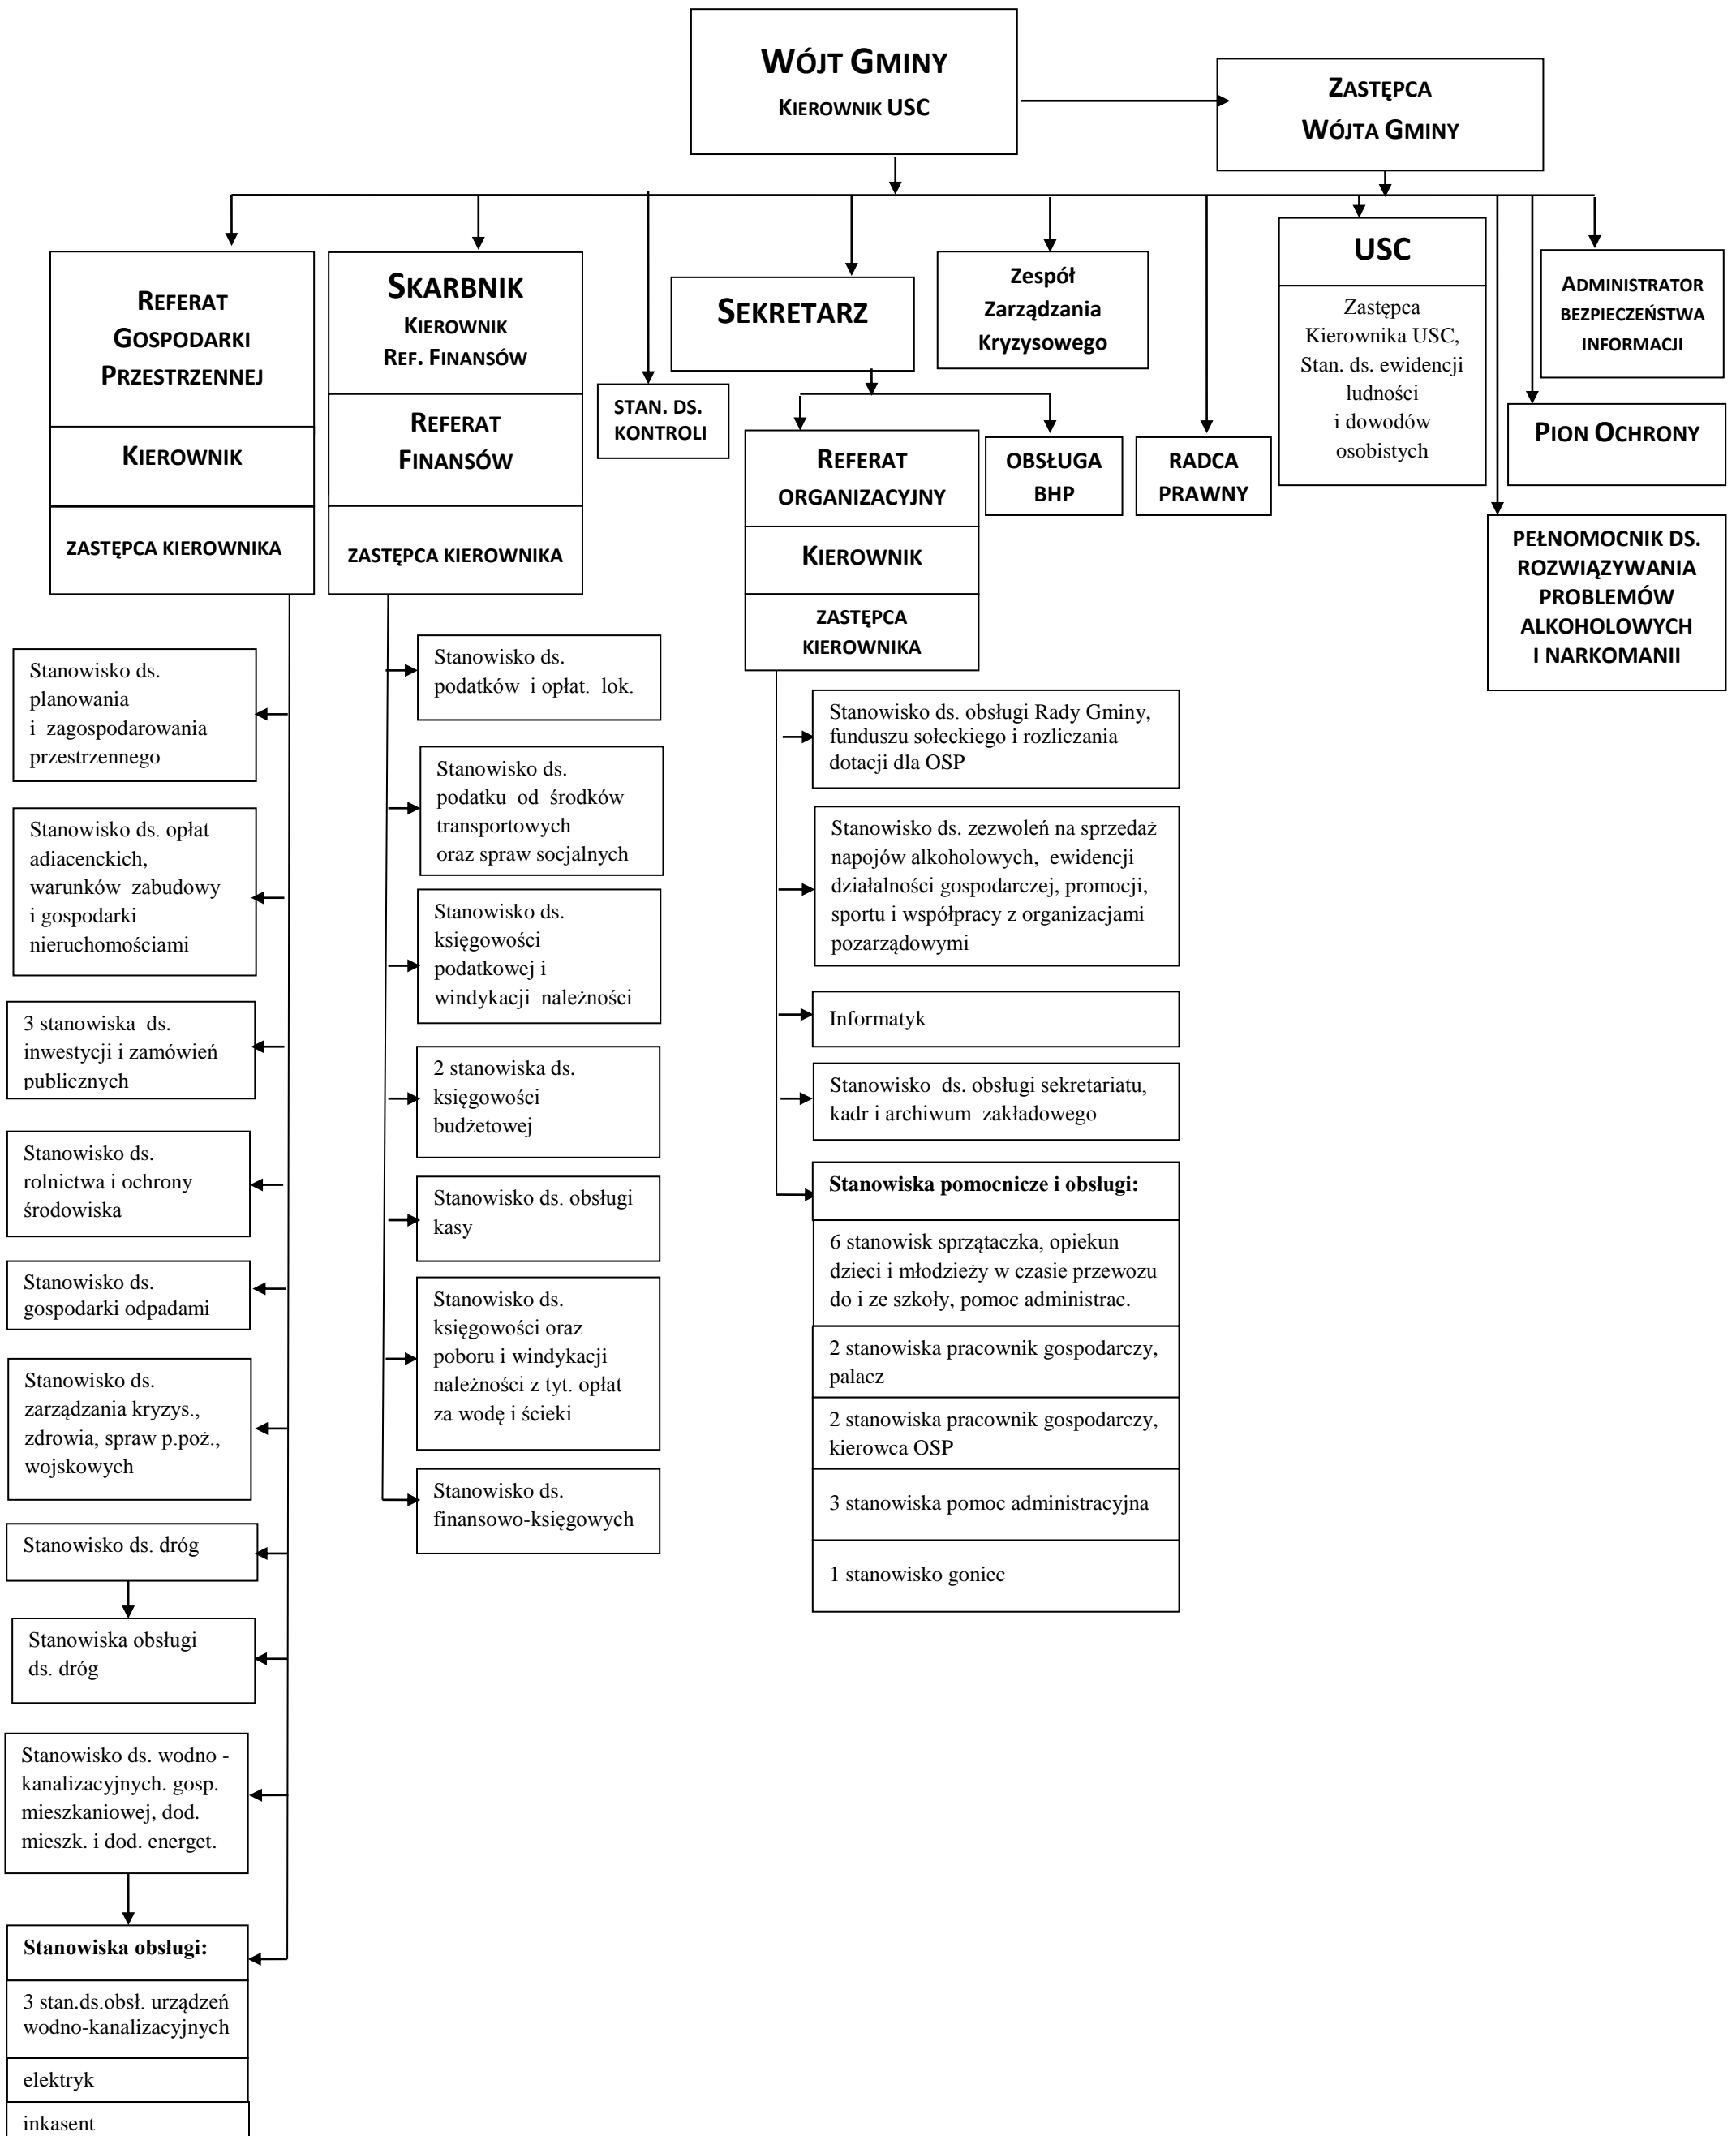 WÓJT GMINY
KIEROWNIK USC
ZASTĘPCA
WÓJTA GMINY
REFERAT
GOSPODARKI
PRZESTRZENNEJ
KIEROWNIK
ZASTĘPCA KIEROWNIKA
SKARBNIK
KIEROWNIK
REF. FINANSÓW
REFERAT
FINANSÓW
ZASTĘPCA KIEROWNIKA
STAN. DS.
KONTROLI
SEKRETARZ
Zespół
Zarządzania
Kryzysowego
REFERAT
ORGANIZACYJNY
KIEROWNIK
ZASTĘPCA
KIEROWNIKA
OBSŁUGA
BHP
RADCA
PRAWNY
USC
Zastępca
Kierownika USC,
Stan. ds. ewidencji
ludności
i dowodów
osobistych
ADMINISTRATOR
BEZPIECZEŃSTWA
INFORMACJI
PION OCHRONY
PEŁNOMOCNIK DS.
ROZWIĄZYWANIA
PROBLEMÓW
ALKOHOLOWYCH
I NARKOMANII
Stanowisko ds.
planowania
i zagospodarowania
przestrzennego
Stanowisko ds. opłat
adiacenckich,
warunków zabudowy
i gospodarki
nieruchomościami
3 stanowiska ds.
inwestycji i zamówień
publicznych
Stanowisko ds.
rolnictwa i ochrony
środowiska
Stanowisko ds.
gospodarki odpadami
Stanowisko ds.
zarządzania kryzys.,
zdrowia, spraw p.poż.,
wojskowych
Stanowisko ds. dróg
Stanowiska obsługi
ds. dróg
Stanowisko ds. wodno -
kanalizacyjnych. gosp.
mieszkaniowej, dod.
mieszk. i dod. energet.
Stanowiska obsługi:
3 stan.ds.obsł. urządzeń
wodno-kanalizacyjnych
elektryk
inkasent
Stanowisko ds.
podatków i opłat. lok.
Stanowisko ds.
podatku od środków
transportowych
oraz spraw socjalnych
Stanowisko ds.
księgowości
podatkowej i
windykacji należności
2 stanowiska ds.
księgowości
budżetowej
Stanowisko ds. obsługi
kasy
Stanowisko ds.
księgowości oraz
poboru i windykacji
należności z tyt. opłat
za wodę i ścieki
Stanowisko ds.
finansowo-księgowych
Stanowisko ds. obsługi Rady Gminy,
funduszu sołeckiego i rozliczania
dotacji dla OSP
Stanowisko ds. zezwoleń na sprzedaż
napojów alkoholowych, ewidencji
działalności gospodarczej, promocji,
sportu i współpracy z organizacjami
pozarządowymi
Informatyk
Stanowisko ds. obsługi sekretariatu,
kadr i archiwum zakładowego
Stanowiska pomocnicze i obsługi:
6 stanowisk sprzątaczka, opiekun
dzieci i młodzieży w czasie przewozu
do i ze szkoły, pomoc administrac.
2 stanowiska pracownik gospodarczy,
palacz
2 stanowiska pracownik gospodarczy,
kierowca OSP
3 stanowiska pomoc administracyjna
1 stanowisko goniec